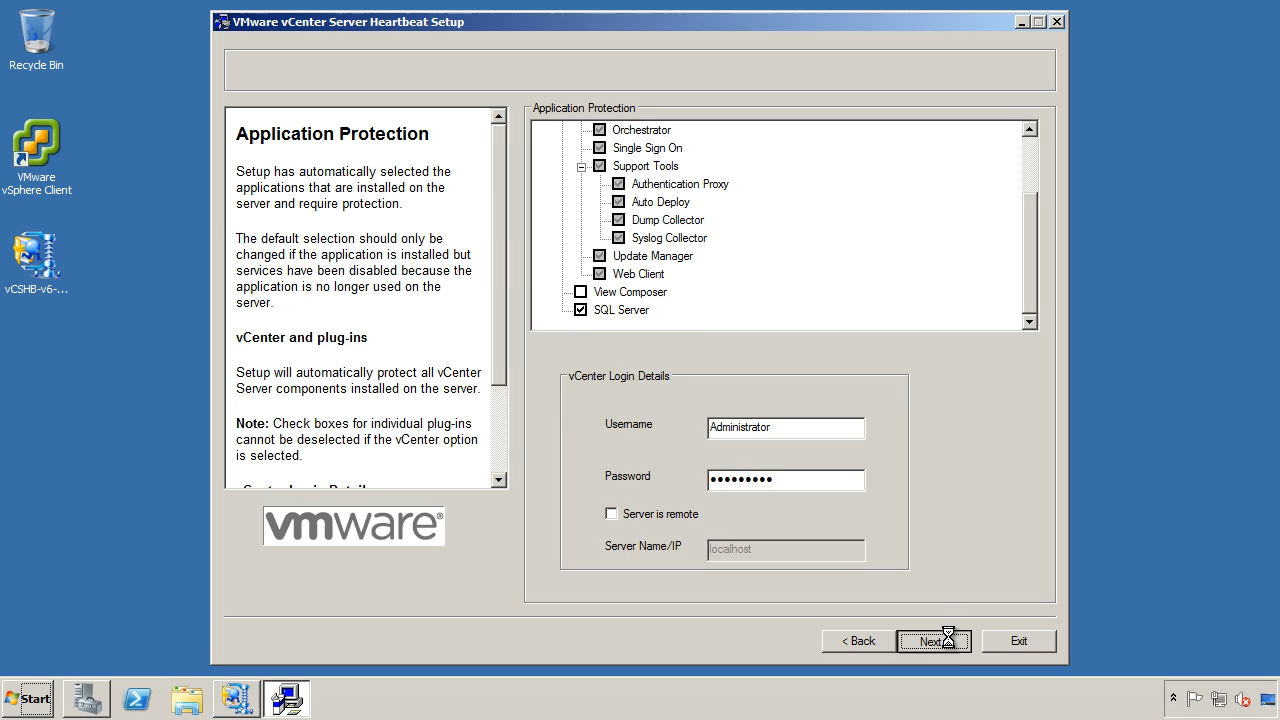 VMware vCenter Server Heartbeat Setup
Recycle Bin
VMware
vSphere Client
vCSHB-v6-...
Application Protection
Setup has automatically selected the
applications that are installed on the
server and require protection.
The default selection should only be
changed if the application is installed but
services have been disabled because the
application is no longer used on the
server.
vCenter and plug-ins
Setup will automatically protect all vCenter
Server components installed on the server.
Note: Check boxes for individual plug-ins
cannot be deselected if the vCenter option
is selected.
vmware®
Application Protection
Orchestrator
Single Sign On
Support Tools
Authentication Proxy
Auto Deploy
Dump Collector
Syslog Collector
Update Manager
Web Client
View Composer
SQL Server
vCenter Login Details
Username
Administrator
Password
Server is remote
Server Name/IP
localhost
< Back
Next
Exit
Start